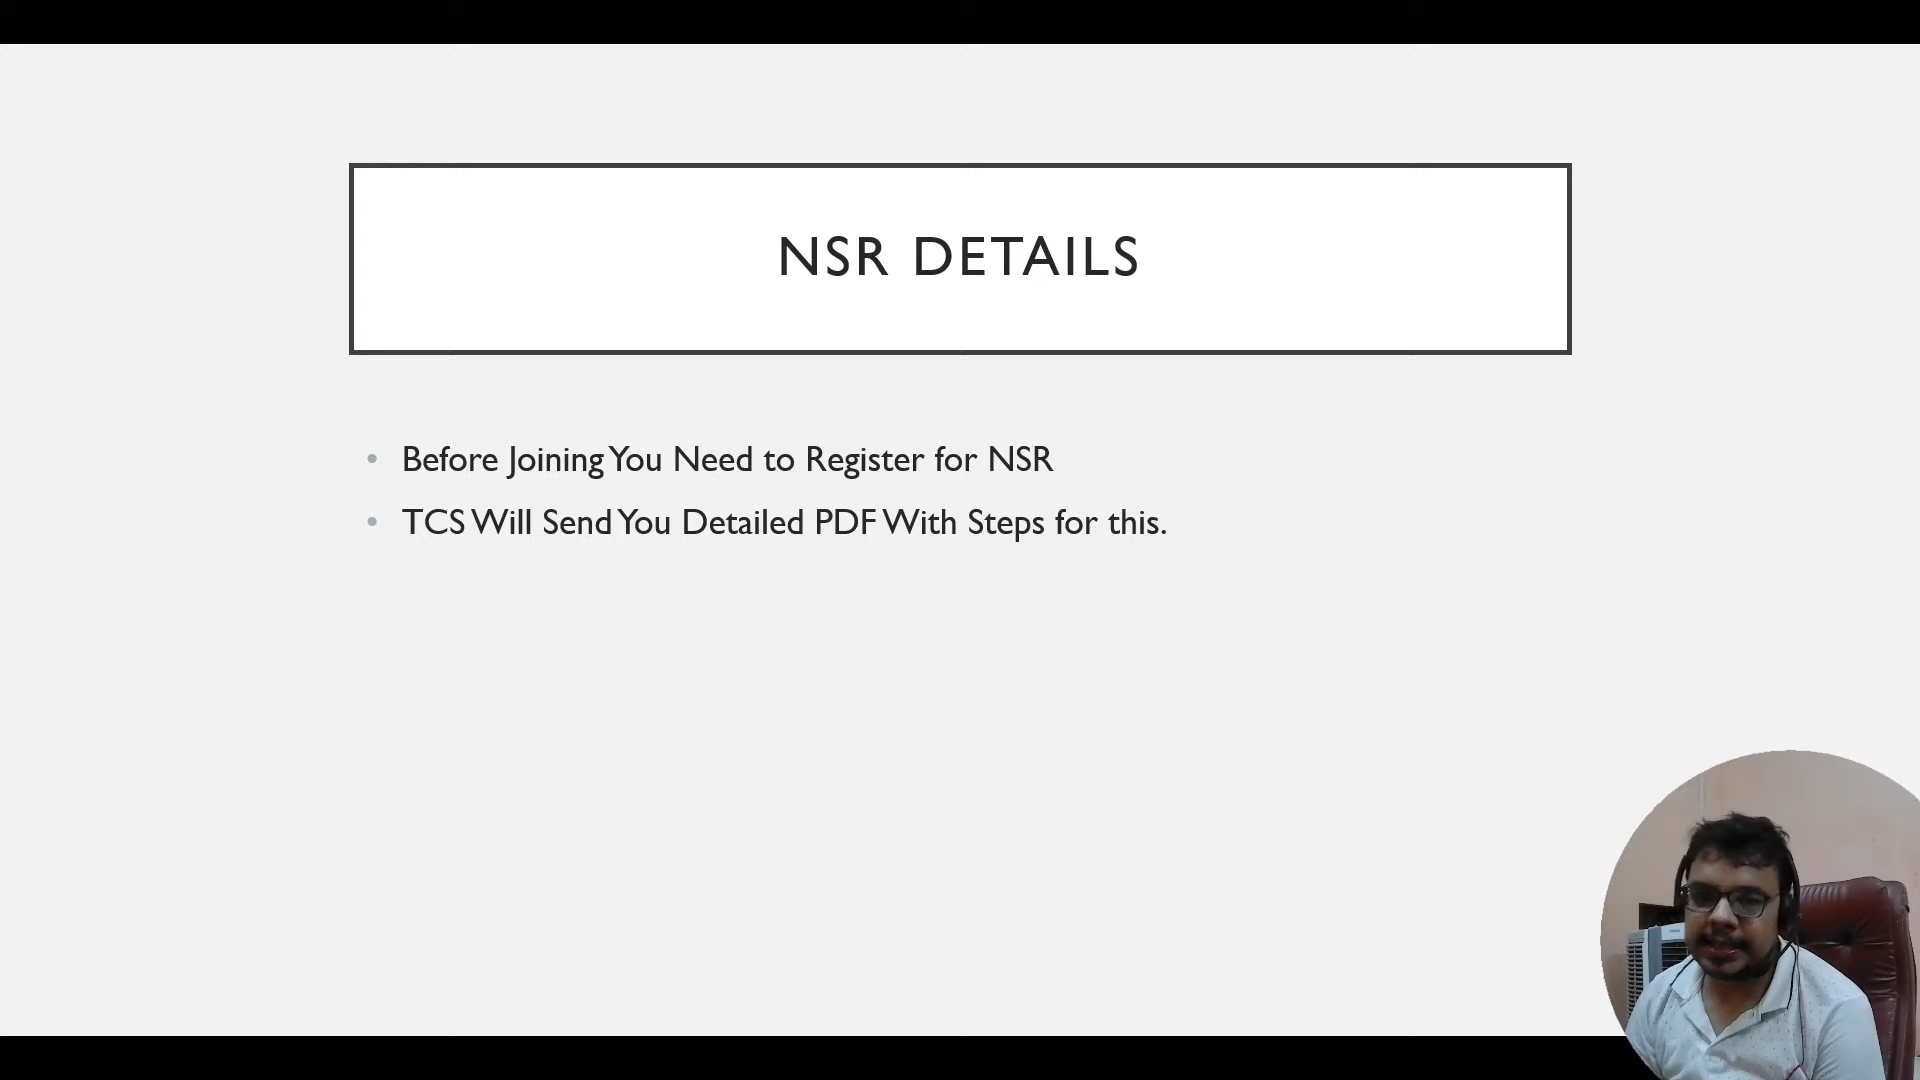 NSR DETAILS
• Before Joining You Need to Register for NSR
• TCS Will Send You Detailed PDF With Steps for this.